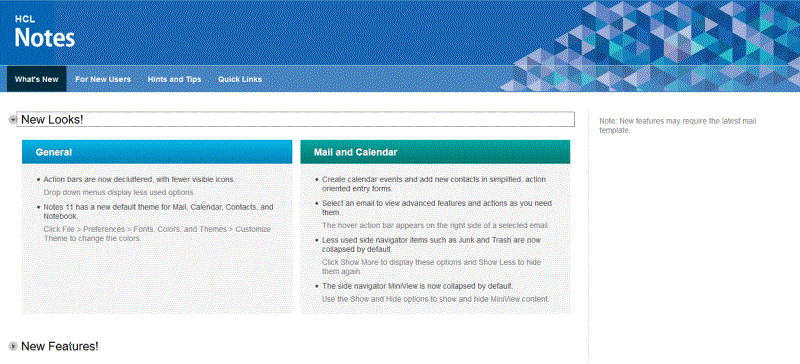 HCL
Notes
What's New
For New Users
Hints and Tips
Quick Links
New Looks!
Note: New features may require the latest mail
template.
General
Action bars are now decluttered, with fewer visible icons.
Drop down menus display less used options.
Notes 11 has a new default theme for Mail, Calendar, Contacts, and
Notebook.
Click File > Preferences > Fonts, Colors, and Themes > Customize
Theme to change the colors.
Mail and Calendar
Create calendar events and add new contacts in simplified, action
oriented entry forms.
Select an email to view advanced features and actions as you need
them.
The hover action bar appears on the right side of a selected email.
Less used side navigator items such as Junk and Trash are now
collapsed by default.
Click Show More to display these options and Show Less to hide
them again.
The side navigator MiniView is now collapsed by default.
Use the Show and Hide options to show and hide MiniView content.
New Features!